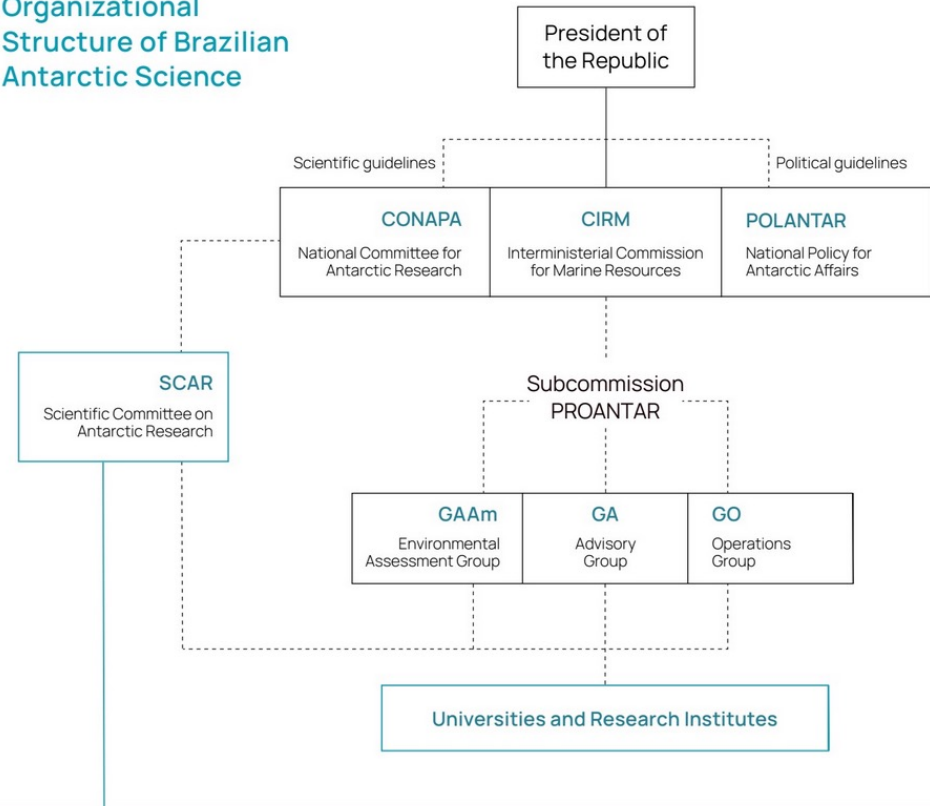 Organizational
Structure of Brazilian
Antarctic Science
President of
the Republic
Scientific guidelines
Political guidelines
CONAPA
National Committee for
Antarctic Research
CIRM
Interministerial Commission
for Marine Resources
POLANTAR
National Policy for
Antarctic Affairs
SCAR
Scientific Committee on
Antarctic Research
Subcommission
PROANTAR
GAAm
Environmental
Assessment Group
GA
Advisory
Group
GO
Operations
Group
Universities and Research Institutes